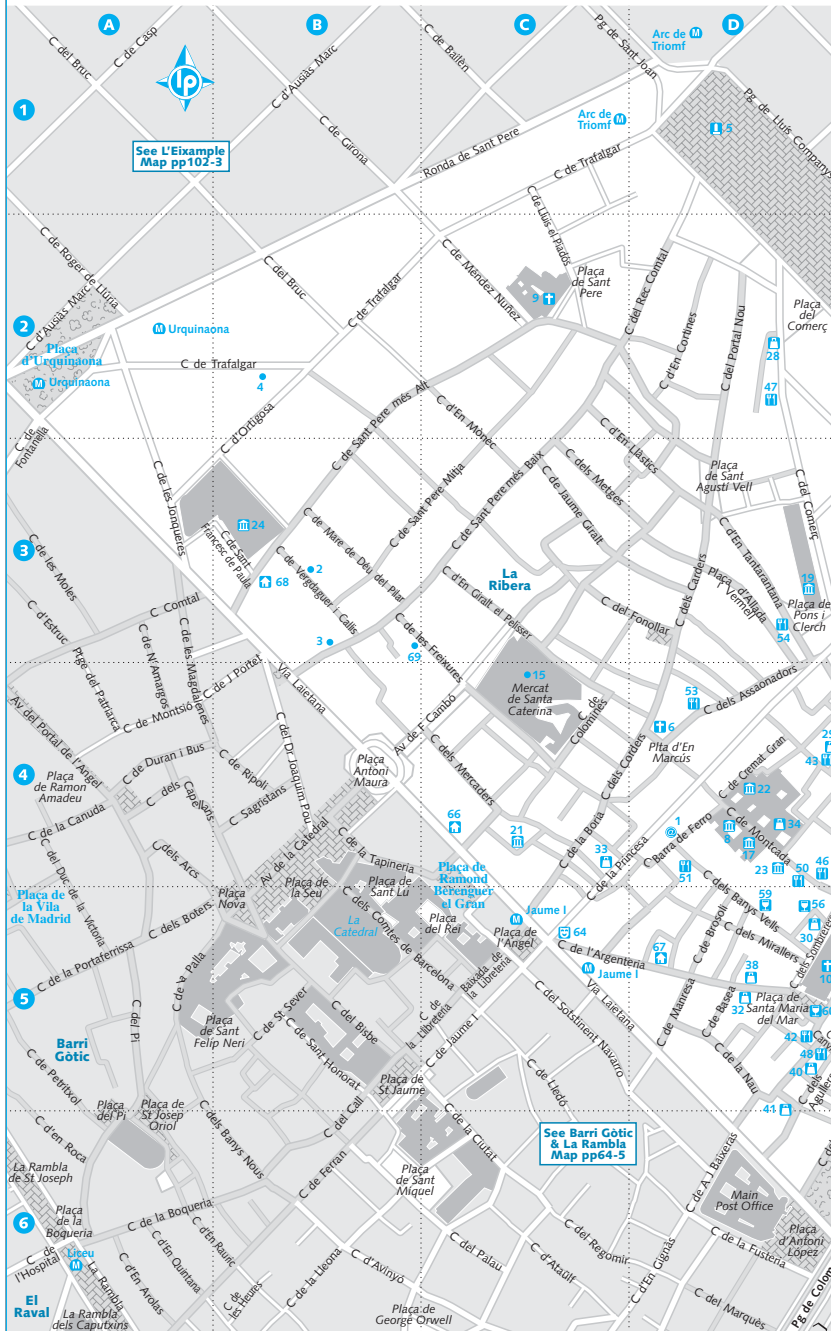 A
B
C
D
1
2
3
4
5
6
lp
See L'Eixample
Map pp102-3
C del Bruc
C de Casp
C d'Ausiàs Marc
C de Girona
C de Bailèn
Pg de Sant Joan
Arc de
Triomf M
Arc de
Triomf M
Pg de Lluís Companys
5
Ronda de Sant Pere
C de Trafalgar
C de Lluís el Piadós
C de Roger de Llúria
C d'Ausiàs Marc
C del Bruc
C de Trafalgar
C de Méndez Núñez
Plaça
de Sant
Pere
9
C del Rec Comtal
C d'En Cortines
C del Portal Nou
Plaça
del
Comerç
28
47
M Urquinaona
Plaça
d'Urquinaona
M Urquinaona
C de Trafalgar
4
C de
Fontanella
C d'Ortigosa
C de Sant Pere més Alt
C d'En Mònec
C d'En Llàstics
C de Sant Pere Mitjà
C de Sant Pere més Baix
C dels Metges
C de Jaume Giralt
Plaça
de Sant
Agustí Vell
C del Comerç
C de les Jonqueres
24
C de Sant
Francesc de Paula
68
2
C de Mare de Déu del Pilar
C de Verdaguer i Callís
3
C de les Freixures
69
C d'En Giralt el Pelisser
La
Ribera
C del Fonollar
C dels Carders
Plaça d'Allada
Vermell
C d'En Tantarantana
19
Plaça de
Pons i
Clerch
54
C de les Moles
C Comtal
C d'Estruc
Ptge del Patriarca
C de N'Amargos
C de les Magdalenes
C de J Portet
C de Montsió
Via Laietana
15
Mercat
de Santa
Caterina
C de
Colomines
53
C dels Assaonadors
6
Plta d'En
Marcús
Av del Portal de l'Angel
Plaça
de Ramon
Amadeu
C de Duran i Bus
C de Ripoll
C dels
Capellans
C Sagristans
C del Dr Joaquim Pou
Plaça
Antoni
Maura
Av de F Cambó
C dels Mercaders
C dels Corders
C de Cremat Gran
29
43
22
C de la Canuda
C dels Arcs
C del Duc de la Victoria
Av de la Catedral
C de la Tapineria
66
21
C de la Bòria
33
C de la Princesa
1
C Barra de Ferro
51
8
17
C de Montcada
34
23
50
46
Plaça de
la Vila
de Madrid
Plaça
Nova
Plaça de
la Seu
Plaça de
Sant Lu
Plaça de
Ramond
Berenguer
el Gran
La
Catedral
C dels Comtes de Barcelona
Plaça
del Rei
M Jaume I
Plaça de
l'Àngel
64
M Jaume I
C de l'Argenteria
67
C dels Banys Vells
59
56
30
C de Brosolí
C dels Mirallers
C dels Sombrerers
10
C dels Boters
C de la Portaferrissa
C de la Palla
Plaça
de Sant
Felip Neri
C de St Sever
C del Bisbe
C de Sant Honorat
Baixada de
la Llibreteria
C de
la Llibreteria
C de Jaume I
Via Laietana
C del Sotstinent Navarro
C de Manresa
C de Basea
38
32
Plaça de
Santa Maria
del Mar
42
48
40
C de la Nau
C dels
41
Barri
Gòtic
C del Pi
C de Petritxol
Plaça
del Pi
Plaça de
St Josep
Oriol
C d'en Roca
C dels Banys Nous
C del Call
Plaça de
St Jaume
C de la Ciutat
C de Lledó
See Barri Gòtic
& La Rambla
Map pp64-5
C de A J Baixeras
Main
Post Office
Plaça
d'Antoni
López
La Rambla
de St Joseph
Plaça
de la
Boqueria
C de la Boqueria
C de Ferran
Plaça
de Sant
Miquel
C de
l'Hospital
Liceu
M
La Rambla
El
Raval
La Rambla
dels Caputxins
C d'En Arolas
C d'En Quintana
C d'En Rauric
C de
les Heures
C de la Lleona
C d'Avinyó
Plaça de
George Orwell
C del Palau
C d'Ataülf
C del Regomir
C d'En Gignàs
C de la Fusteria
C del Marquès
Pg de Colom